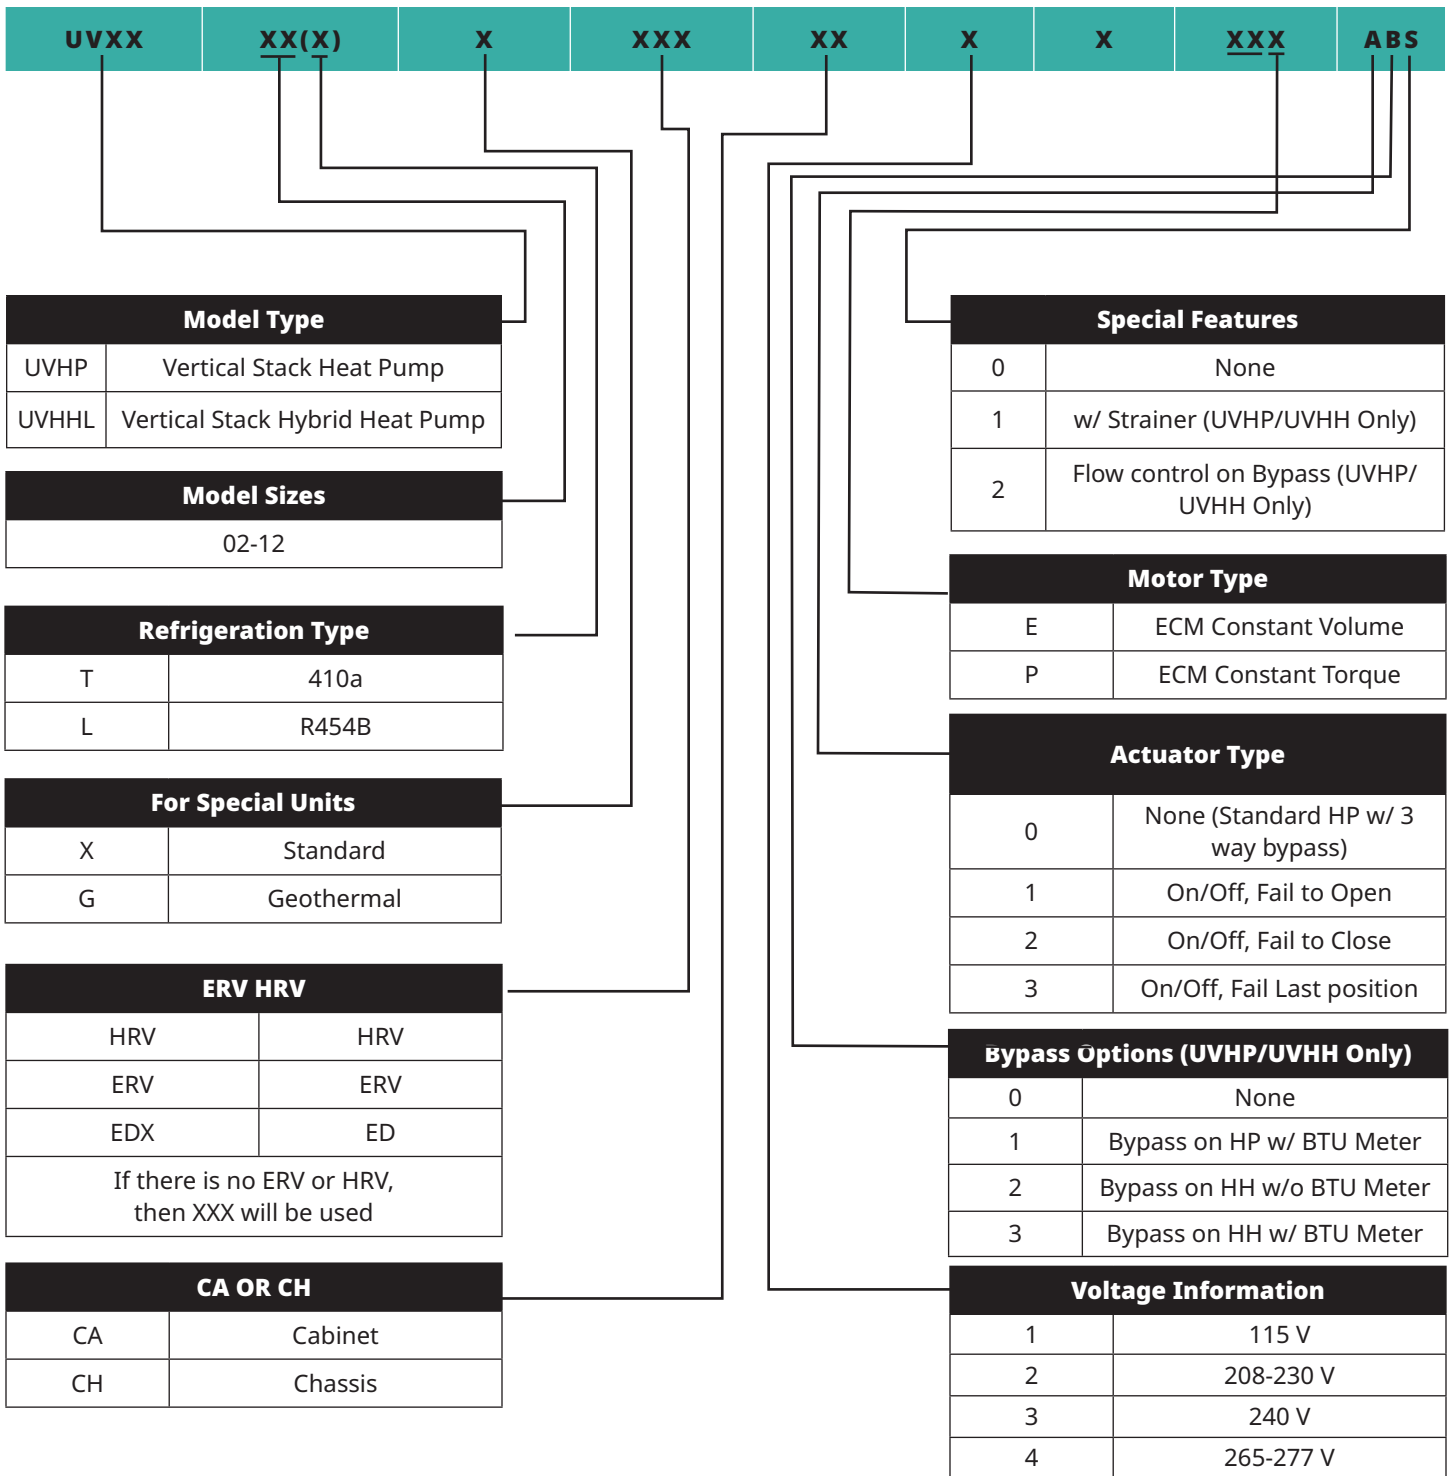 UVXX XX(X) X XXX XX X X XXX ABS
Model Type
UVHP Vertical Stack Heat Pump
UVHHL Vertical Stack Hybrid Heat Pump
Model Sizes
02-12
Refrigeration Type
T 410a
L R454B
For Special Units
X Standard
G Geothermal
ERV HRV
HRV HRV
ERV ERV
EDX ED
If there is no ERV or HRV,
then XXX will be used
CA OR CH
CA Cabinet
CH Chassis
Special Features
0 None
1 w/ Strainer (UVHP/UVHH Only)
2 Flow control on Bypass (UVHP/
UVHH Only)
Motor Type
E ECM Constant Volume
P ECM Constant Torque
Actuator Type
0 None (Standard HP w/ 3
way bypass)
1 On/Off, Fail to Open
2 On/Off, Fail to Close
3 On/Off, Fail Last position
Bypass Options (UVHP/UVHH Only)
0 None
1 Bypass on HP w/ BTU Meter
2 Bypass on HH w/o BTU Meter
3 Bypass on HH w/ BTU Meter
Voltage Information
1 115 V
2 208-230 V
3 240 V
4 265-277 V